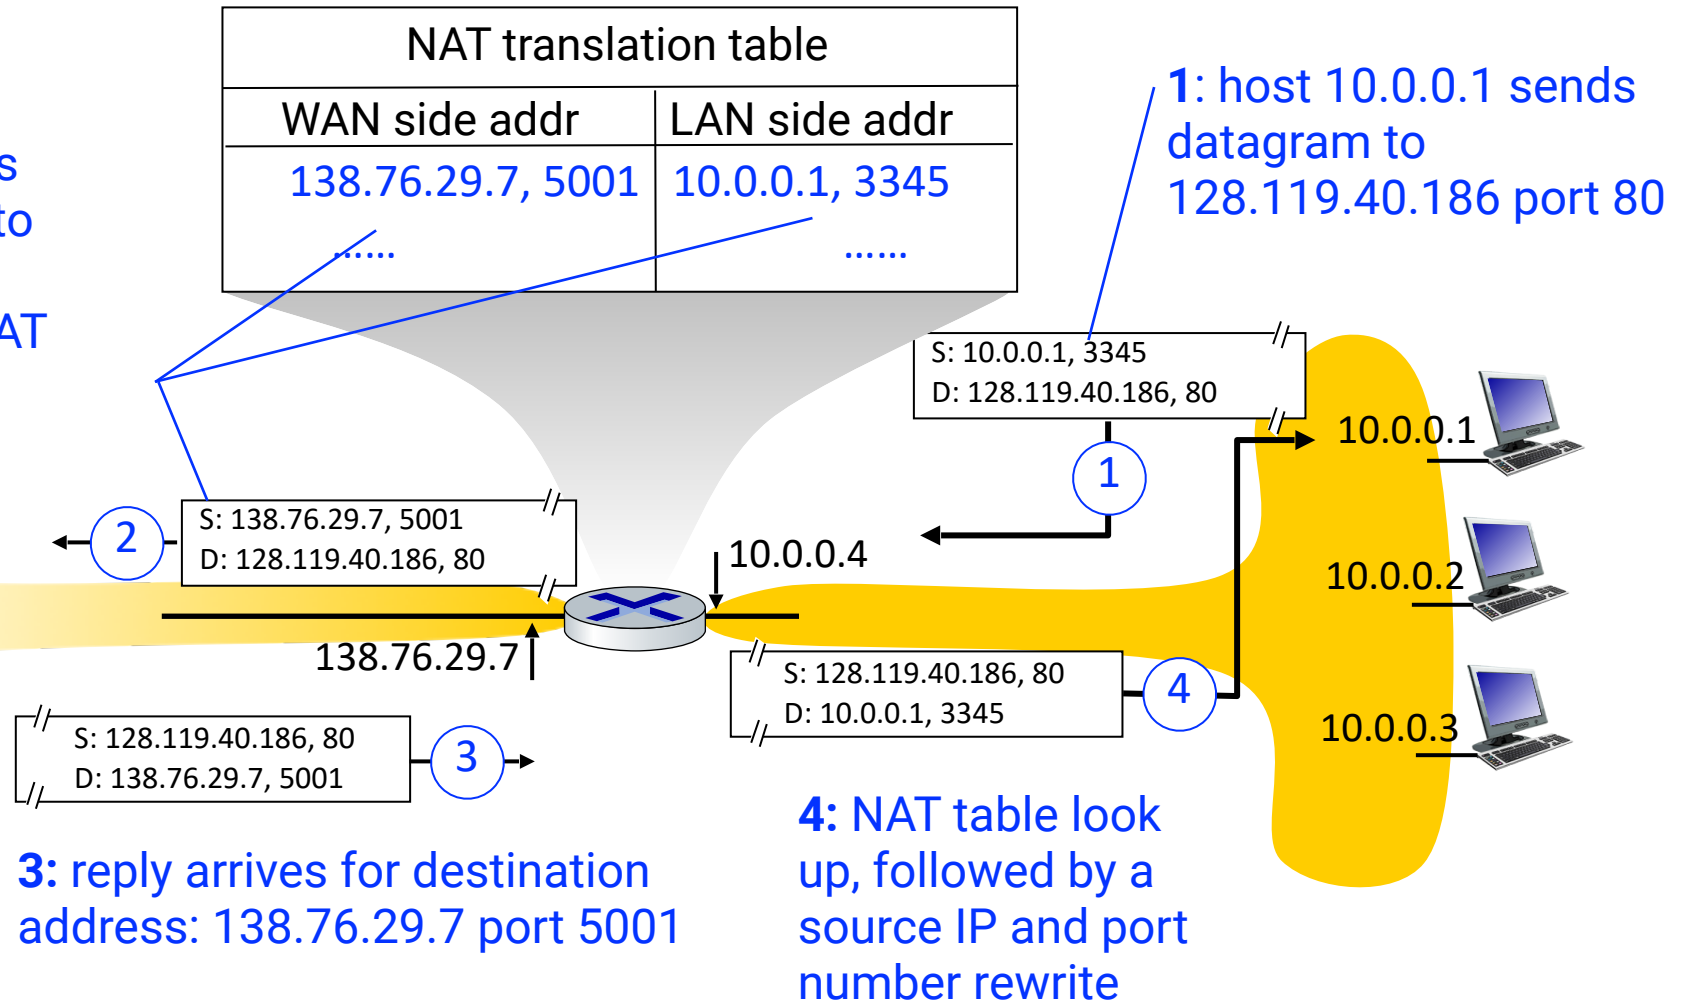 NAT translation table
WAN side addr
LAN side addr
138.76.29.7, 5001
10.0.0.1, 3345
......
......
1: host 10.0.0.1 sends
datagram to
128.119.40.186 port 80
to
S: 10.0.0.1, 3345
D: 128.119.40.186, 80
1
10.0.0.1
2
S: 138.76.29.7, 5001
D: 128.119.40.186, 80
10.0.0.4
10.0.0.2
138.76.29.7
S: 128.119.40.186, 80
D: 10.0.0.1, 3345
4
10.0.0.3
S: 128.119.40.186, 80
D: 138.76.29.7, 5001
3
3: reply arrives for destination
address: 138.76.29.7 port 5001
4: NAT table look
up, followed by a
source IP and port
number rewrite